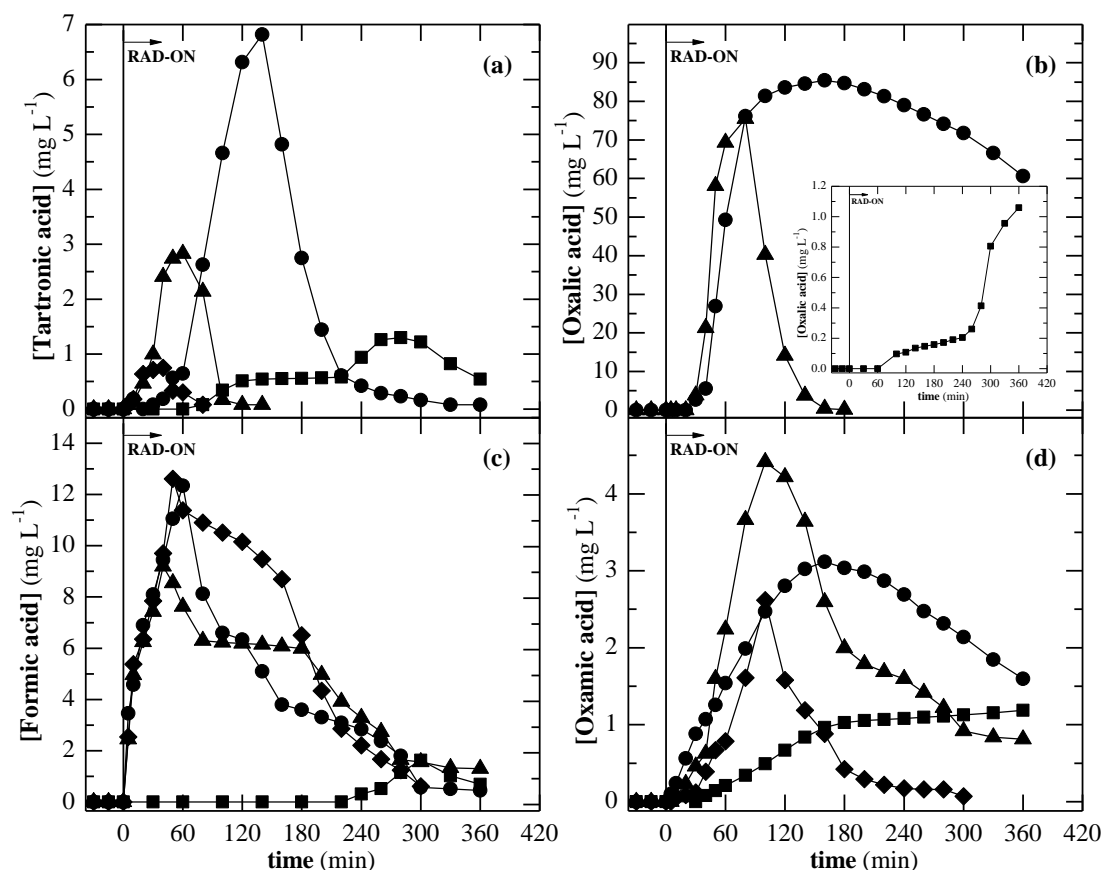 7
6
5
4
3
2
1
0
[Tartronic acid] (mg L⁻¹)
RAD-ON
(a)
90
80
70
60
50
40
30
20
10
0
[Oxalic acid] (mg L⁻¹)
RAD-ON
(b)
1.2
1.0
0.8
0.6
0.4
0.2
0.0
[Oxalic acid] (mg L⁻¹)
RAD-ON
0 60 120 180 240 300 360 420
time (min)
14
12
10
8
6
4
2
0
[Formic acid] (mg L⁻¹)
RAD-ON
(c)
0 60 120 180 240 300 360 420
time (min)
4
3
2
1
0
[Oxamic acid] (mg L⁻¹)
RAD-ON
(d)
0 60 120 180 240 300 360 420
time (min)